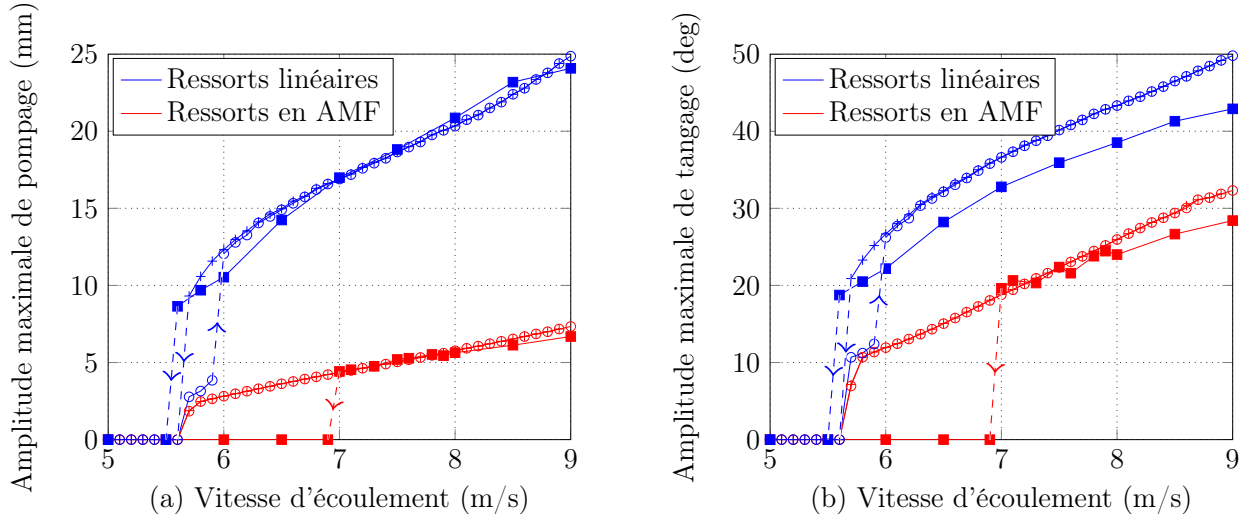 Amplitude maximale de pompage (mm)
25
20
15
10
5
0
Ressorts linéaires
Ressorts en AMF
5 6 7 8 9
(a) Vitesse d'écoulement (m/s)
Amplitude maximale de tangage (deg)
50
40
30
20
10
0
Ressorts linéaires
Ressorts en AMF
5 6 7 8 9
(b) Vitesse d'écoulement (m/s)